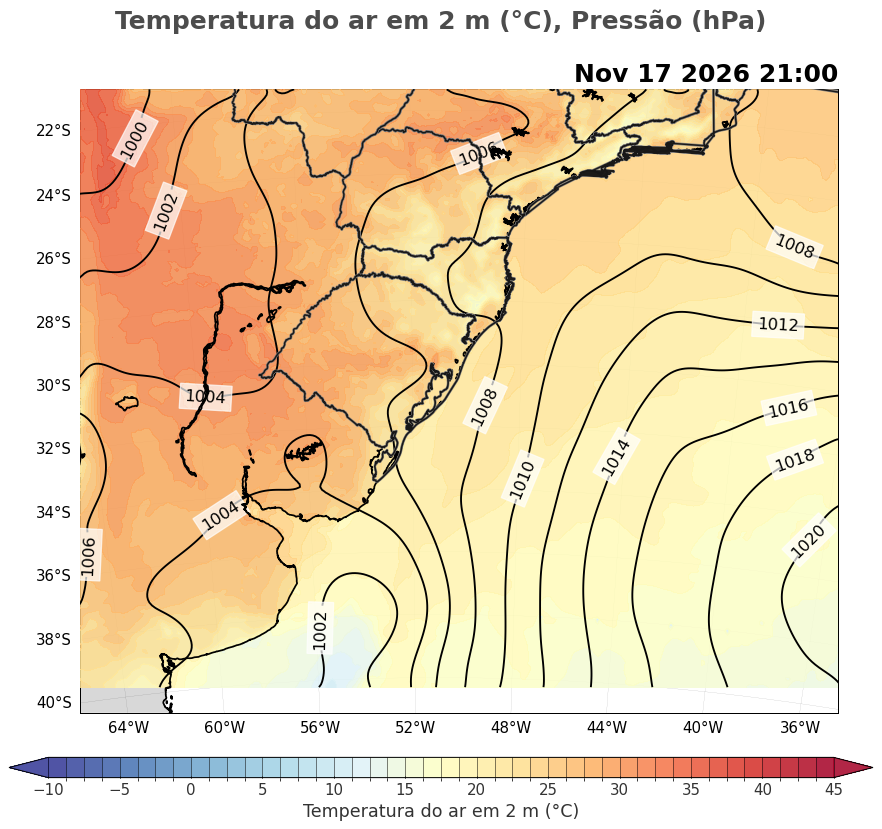 Temperatura do ar em 2 m (°C), Pressão (hPa)
Nov 17 2026 21:00
22°S
24°S
26°S
28°S
30°S
32°S
34°S
36°S
38°S
40°S
1000
1002
1006
1008
1012
1004
1016
1008
1014
1018
1010
1004
1020
1006
1002
64°W 60°W 56°W 52°W 48°W 44°W 40°W 36°W
−10 −5 0 5 10 15 20 25 30 35 40 45
Temperatura do ar em 2 m (°C)